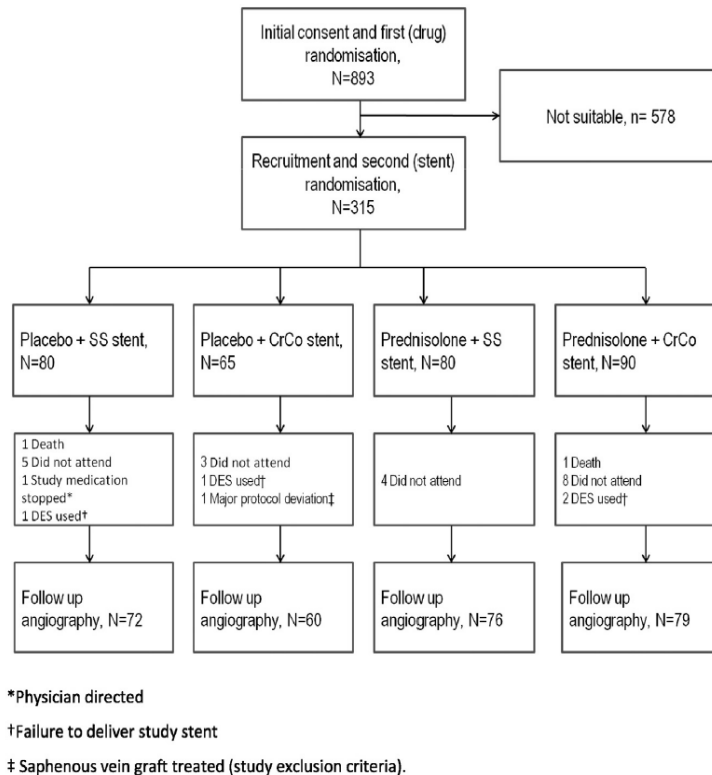 Initial consent and first (drug)
randomisation,
N=893
Not suitable, n= 578
Recruitment and second (stent)
randomisation,
N=315
Placebo + SS stent,
N=80
Placebo + CrCo stent,
N=65
Prednisolone + SS
stent, N=80
Prednisolone + CrCo
stent, N=90
1 Death
5 Did not attend
1 Study medication
stopped*
1 DES used†
3 Did not attend
1 DES used†
1 Major protocol deviation‡
4 Did not attend
1 Death
8 Did not attend
2 DES used†
Follow up
angiography, N=72
Follow up
angiography, N=60
Follow up
angiography, N=76
Follow up
angiography, N=79
*Physician directed
†Failure to deliver study stent
‡ Saphenous vein graft treated (study exclusion criteria).